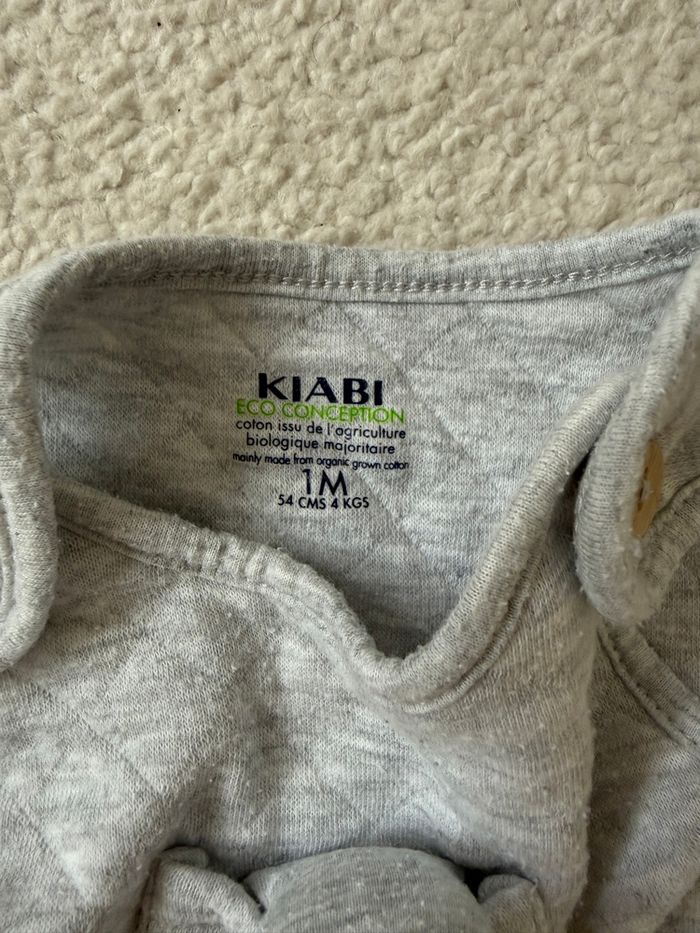 KIABI
ECO CONCEPTION
coton issu de l'agriculture
biologique majoritaire
mainly made from organic grown cotton
1M
54 CMS 4 KGS